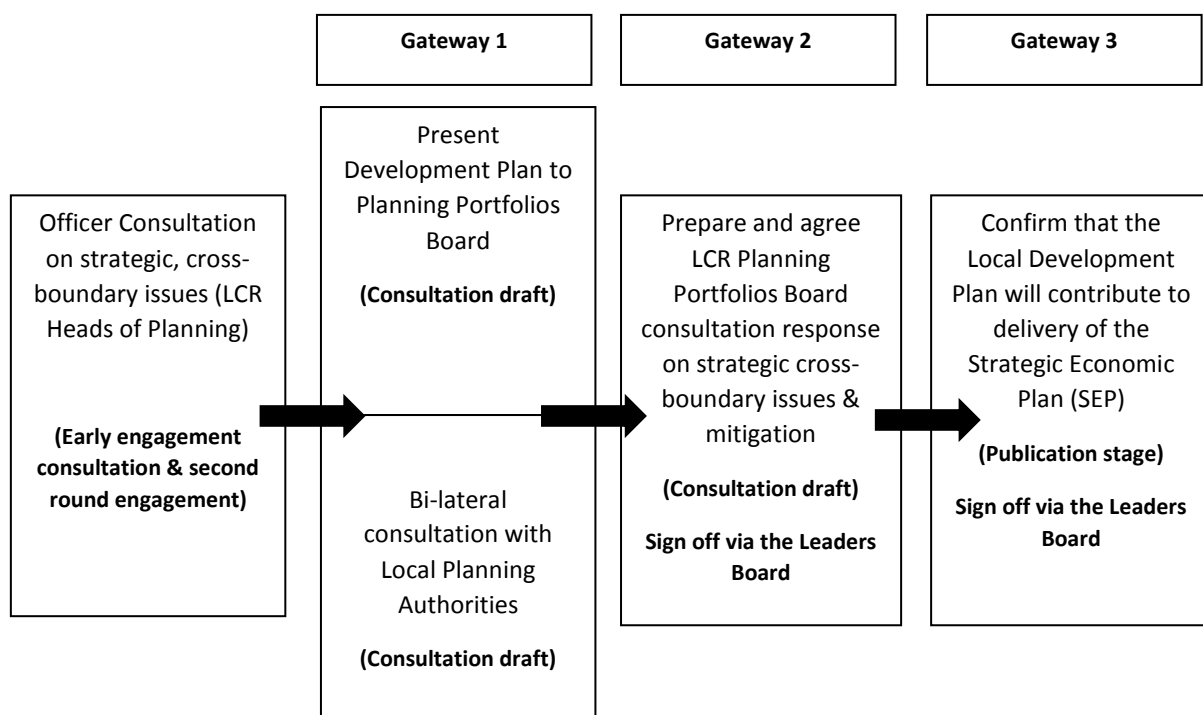 Gateway 1
Gateway 2
Gateway 3
Officer Consultation
on strategic, cross-
boundary issues (LCR
Heads of Planning)
(Early engagement
consultation & second
round engagement)
Present
Development Plan to
Planning Portfolios
Board
(Consultation draft)
Bi-lateral
consultation with
Local Planning
Authorities
(Consultation draft)
Prepare and agree
LCR Planning
Portfolios Board
consultation response
on strategic cross-
boundary issues &
mitigation
(Consultation draft)
Sign off via the Leaders
Board
Confirm that the
Local Development
Plan will contribute to
delivery of the
Strategic Economic
Plan (SEP)
(Publication stage)
Sign off via the Leaders
Board